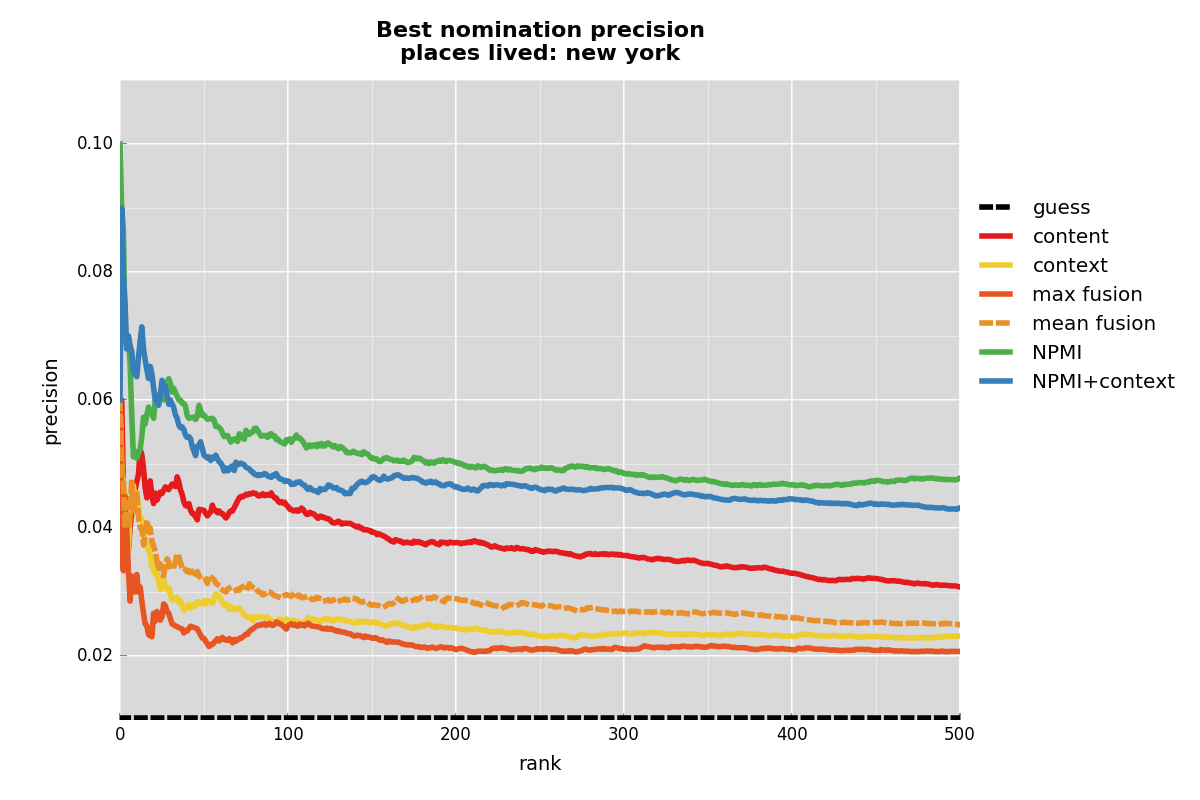 Best nomination precision
places lived: new york
precision
0.10
0.08
0.06
0.04
0.02
0
100
200
300
400
500
rank
guess
content
context
max fusion
mean fusion
NPMI
NPMI+context